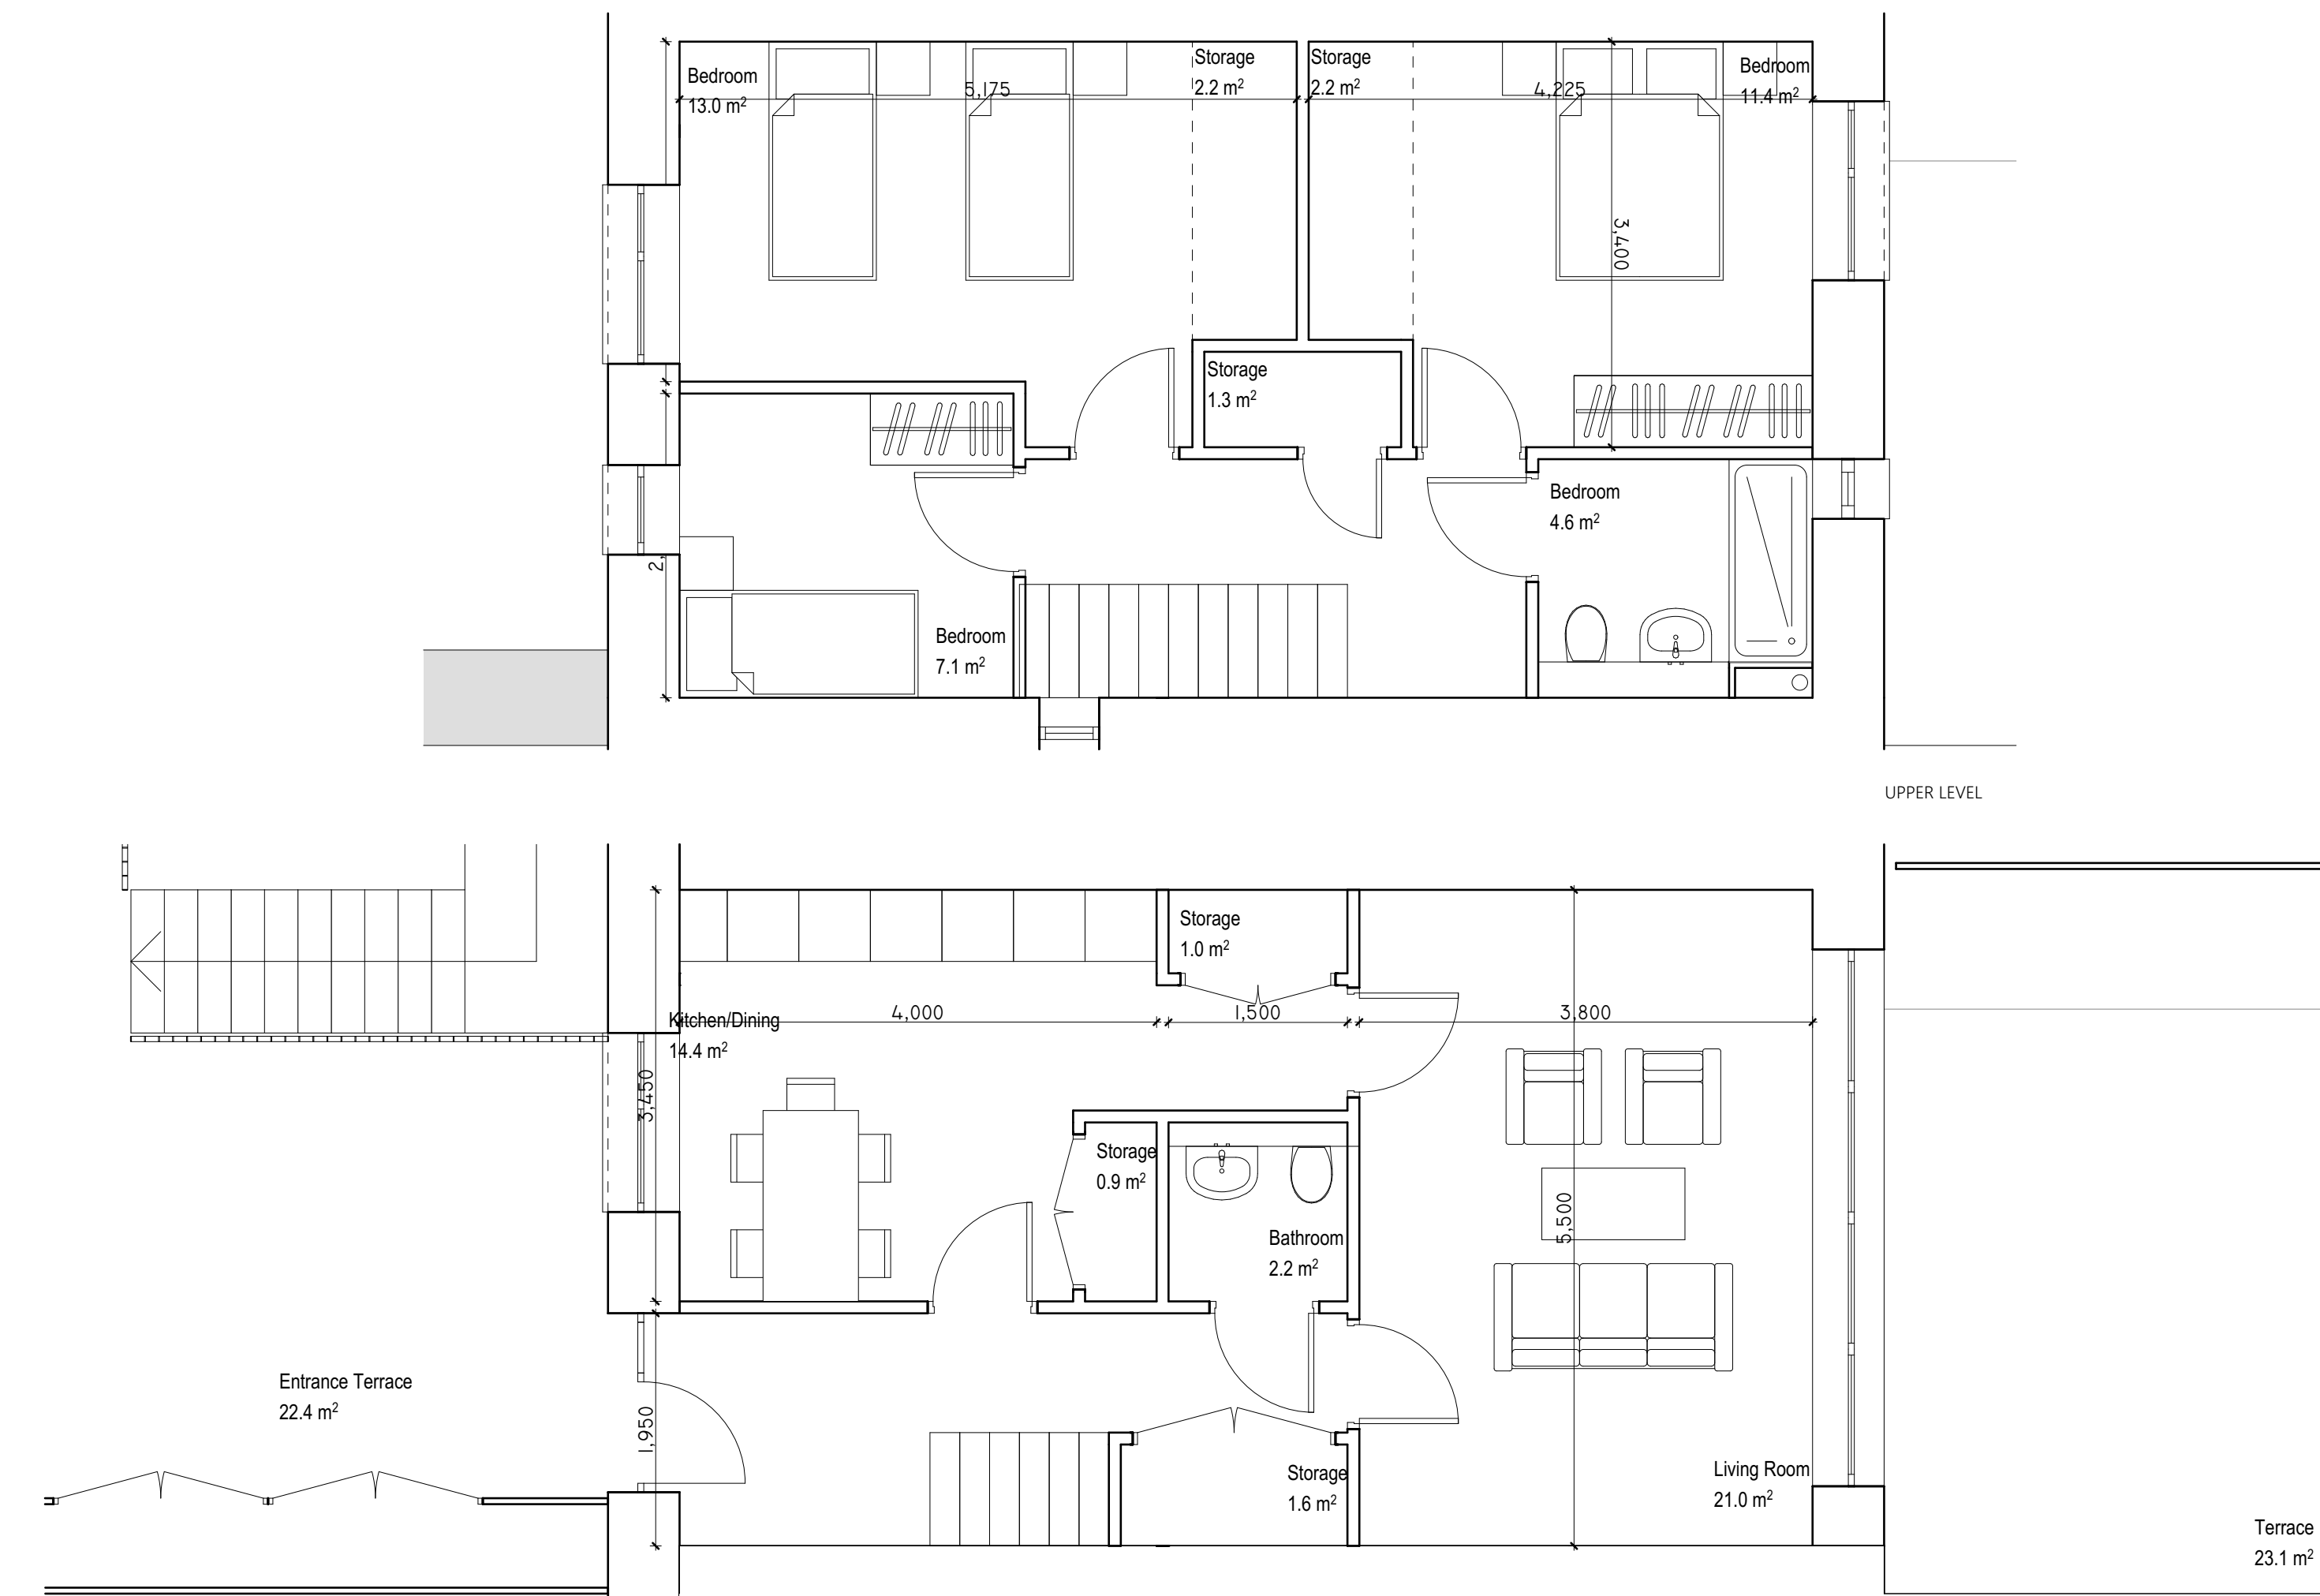 Bedroom
13.0 m²
5,175
Storage
2.2 m²
Storage
2.2 m²
4,225
Bedroom
11.4 m²
3,400
Storage
1.3 m²
Bedroom
4.6 m²
2,
Bedroom
7.1 m²
UPPER LEVEL
Storage
1.0 m²
Kitchen/Dining
14.4 m²
4,000
1,500
3,800
3,450
Storage
0.9 m²
Bathroom
2.2 m²
5,500
Entrance Terrace
22.4 m²
1,950
Storage
1.6 m²
Living Room
21.0 m²
Terrace
23.1 m²